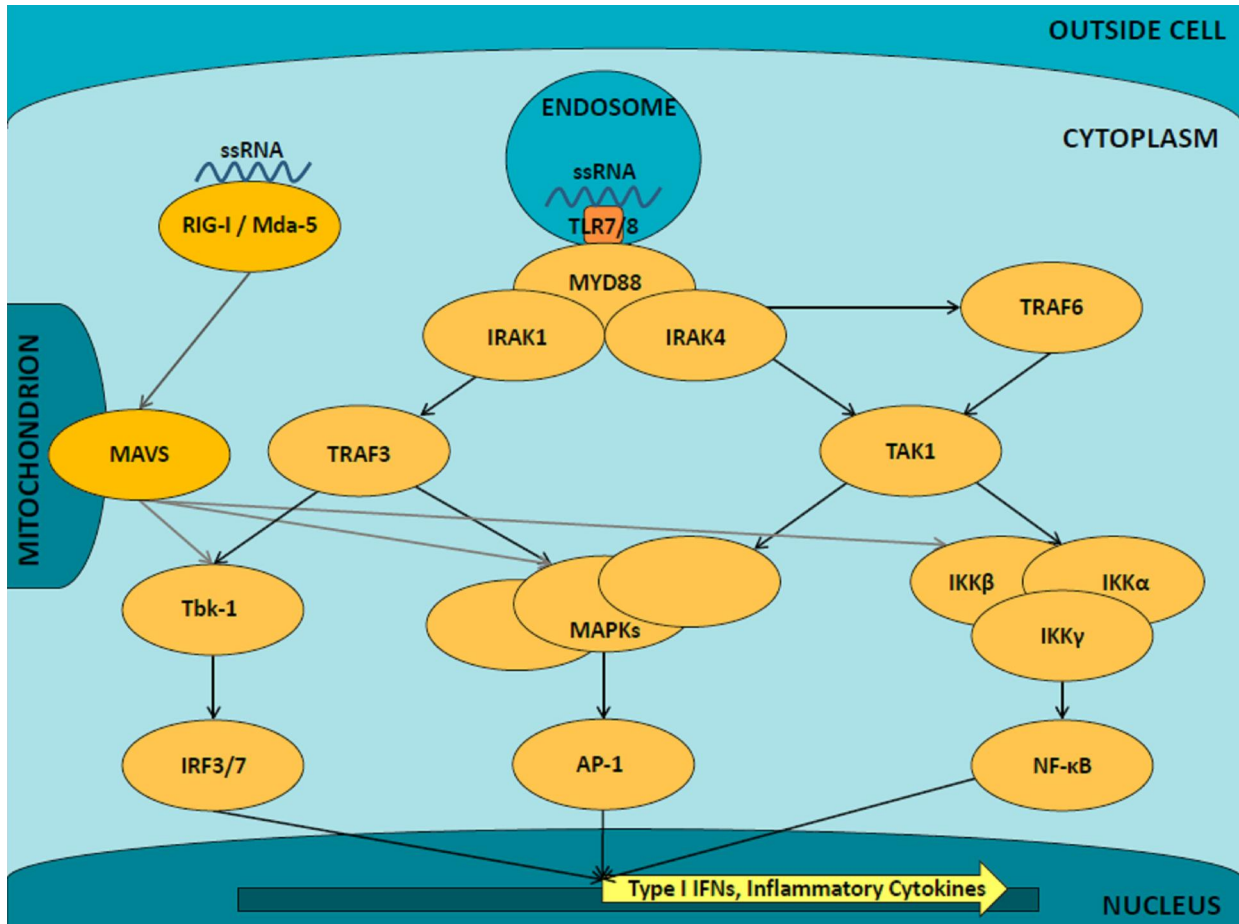 OUTSIDE CELL
ENDOSOME
CYTOPLASM
ssRNA
ssRNA
RIG-I / Mda-5
TLR7/8
MYD88
IRAK1
IRAK4
TRAF6
MITOCHONDRION
MAVS
TRAF3
TAK1
Tbk-1
MAPKs
IKKβ
IKKα
IKKγ
IRF3/7
AP-1
NF-κB
Type I IFNs, Inflammatory Cytokines
NUCLEUS